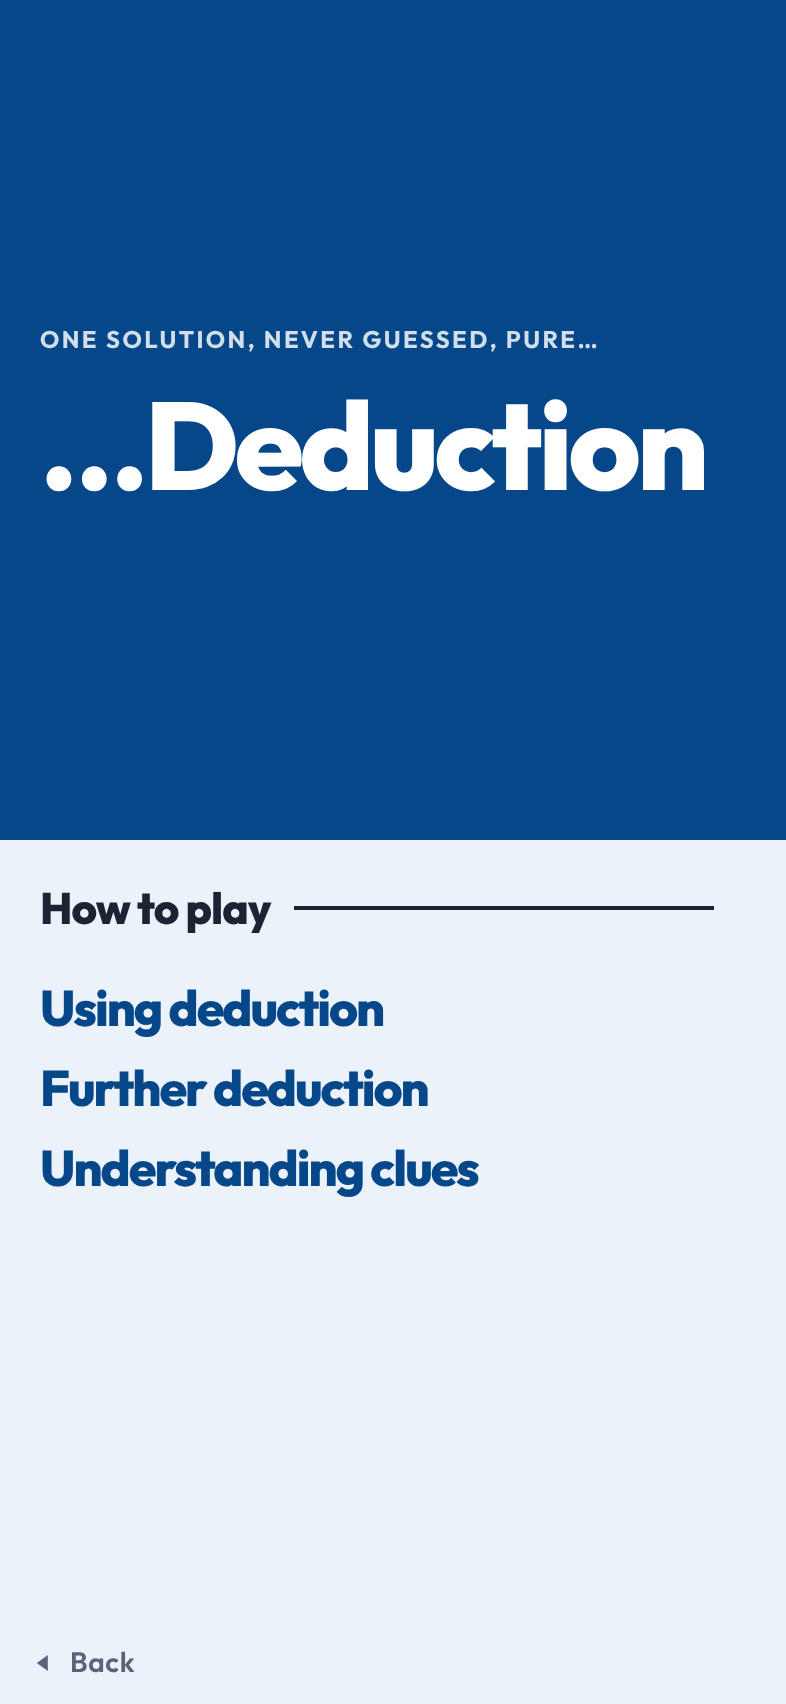 ONE SOLUTION, NEVER GUESSED, PURE…
…Deduction
How to play
Using deduction
Further deduction
Understanding clues
Back